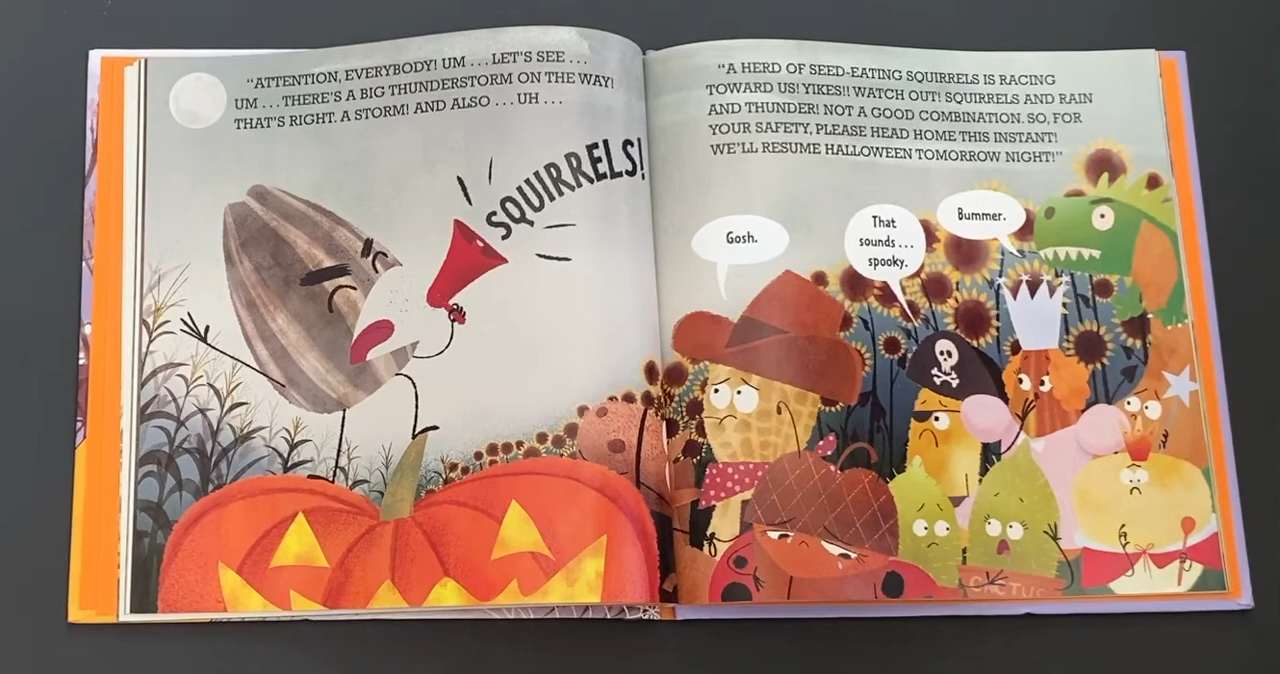 "ATTENTION, EVERYBODY! UM ... LET'S SEE ...
UM ... THERE'S A BIG THUNDERSTORM ON THE WAY!
THAT'S RIGHT. A STORM! AND ALSO ... UH ...
SQUIRRELS!
"A HERD OF SEED-EATING SQUIRRELS IS RACING
TOWARD US! YIKES!! WATCH OUT! SQUIRRELS AND RAIN
AND THUNDER! NOT A GOOD COMBINATION. SO, FOR
YOUR SAFETY, PLEASE HEAD HOME THIS INSTANT!
WE'LL RESUME HALLOWEEN TOMORROW NIGHT!"
Gosh.
That
sounds ...
spooky.
Bummer.
CACTUS